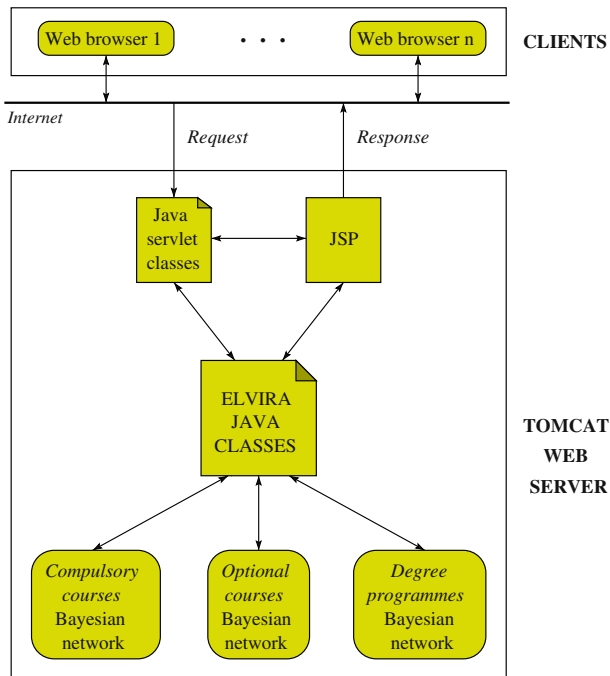 Web browser 1
. . .
Web browser n
CLIENTS
Internet
Request
Response
Java
servlet
classes
JSP
ELVIRA
JAVA
CLASSES
TOMCAT
WEB
SERVER
Compulsory
courses
Bayesian
network
Optional
courses
Bayesian
network
Degree
programmes
Bayesian
network